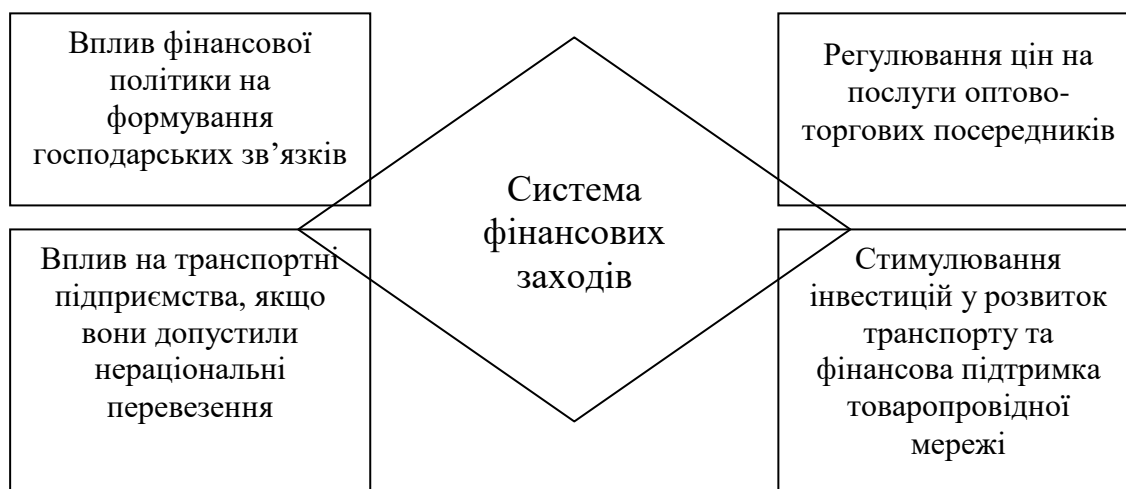 Вплив фінансової
політики на
формування
господарських зв’язків
Регулювання цін на
послуги оптово-
торгових посередників
Система
фінансових
заходів
Вплив на транспортні
підприємства, якщо
вони допустили
нераціональні
перевезення
Стимулювання
інвестицій у розвиток
транспорту та
фінансова підтримка
товаропровідної
мережі